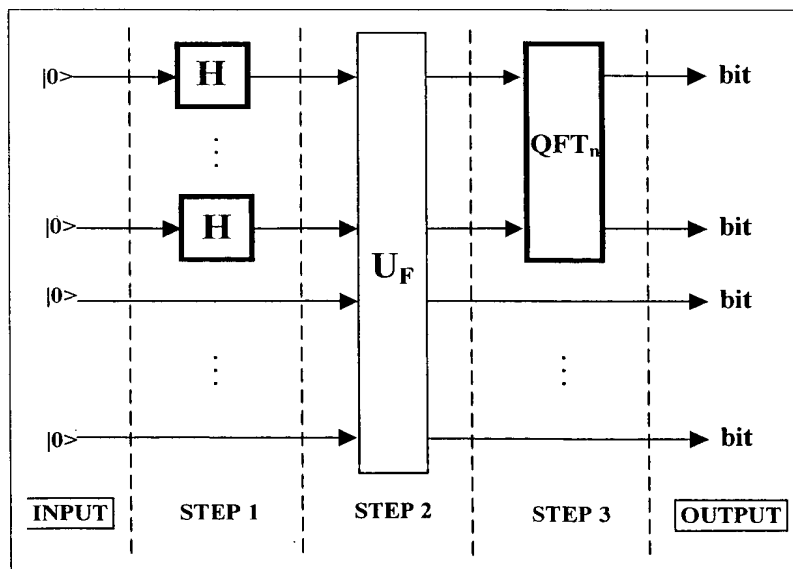 |0> H bit
QFTn
|0> H bit
UF
|0> bit
|0> bit
INPUT STEP 1 STEP 2 STEP 3 OUTPUT